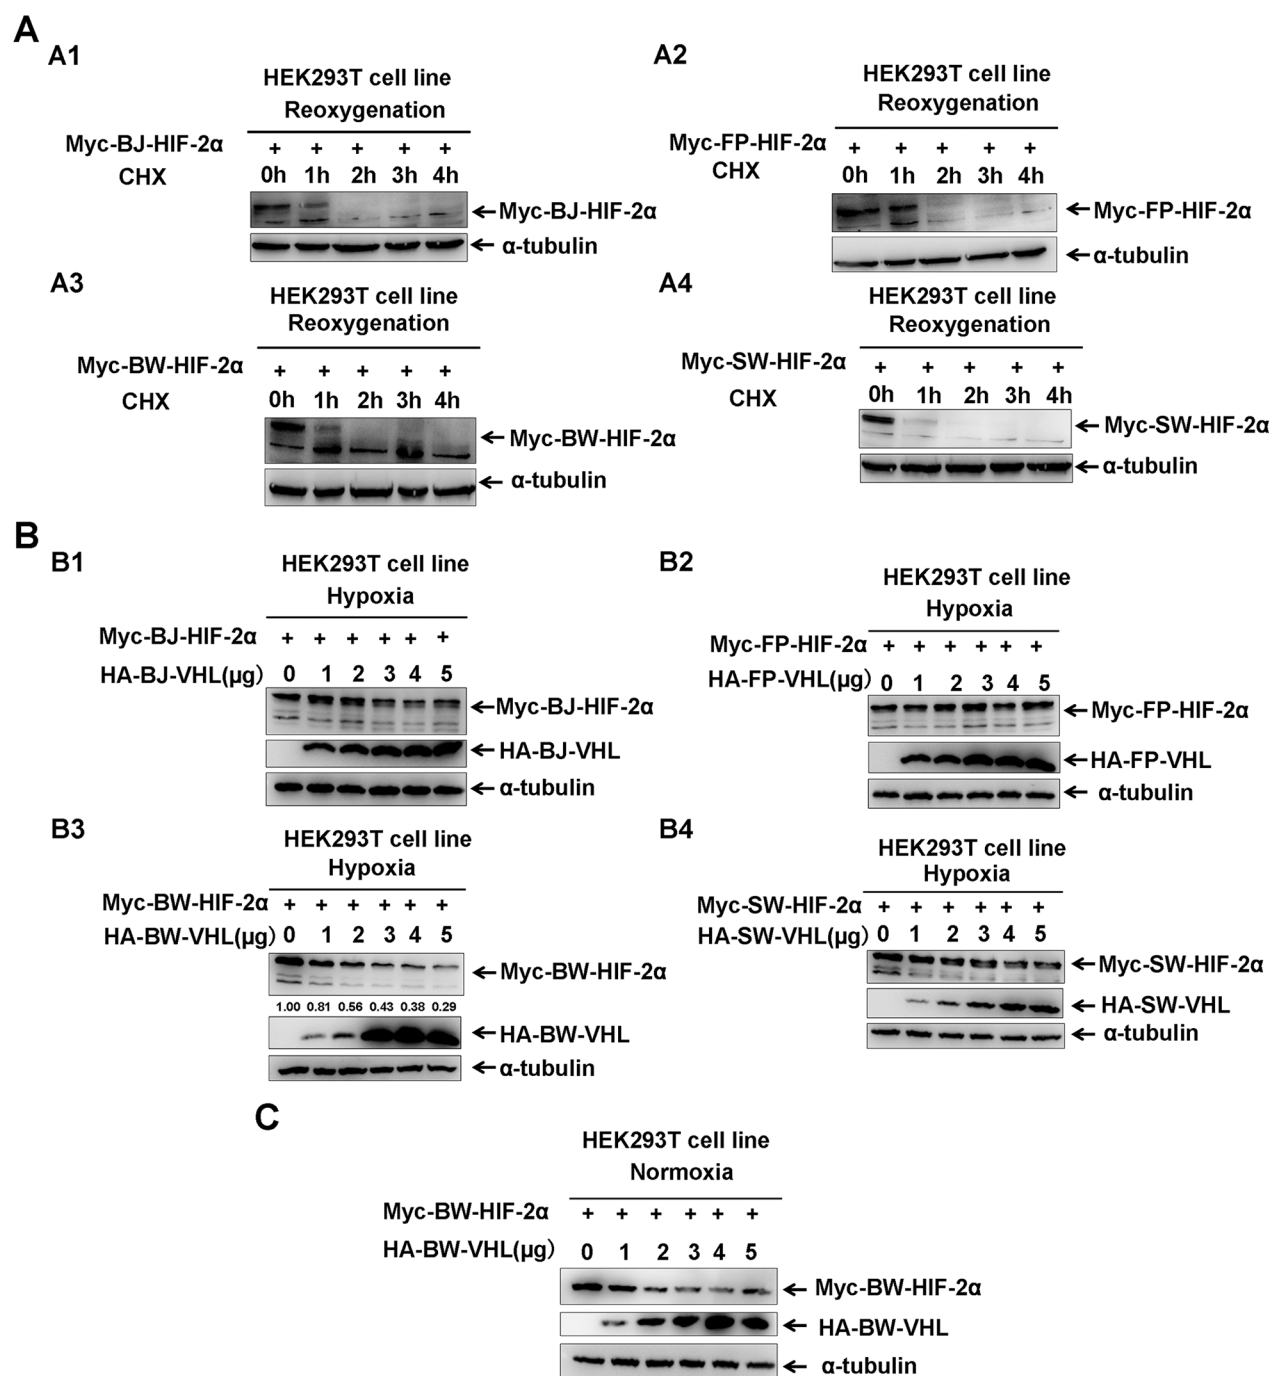 A
A1
HEK293T cell line
Reoxygenation
Myc-BJ-HIF-2α + + + + +
CHX 0h 1h 2h 3h 4h
Myc-BJ-HIF-2α
α-tubulin
A2
HEK293T cell line
Reoxygenation
Myc-FP-HIF-2α + + + + +
CHX 0h 1h 2h 3h 4h
Myc-FP-HIF-2α
α-tubulin
A3
HEK293T cell line
Reoxygenation
Myc-BW-HIF-2α + + + + +
CHX 0h 1h 2h 3h 4h
Myc-BW-HIF-2α
α-tubulin
A4
HEK293T cell line
Reoxygenation
Myc-SW-HIF-2α + + + + +
CHX 0h 1h 2h 3h 4h
Myc-SW-HIF-2α
α-tubulin
B
B1
HEK293T cell line
Hypoxia
Myc-BJ-HIF-2α + + + + + +
HA-BJ-VHL(μg) 0 1 2 3 4 5
Myc-BJ-HIF-2α
HA-BJ-VHL
α-tubulin
B2
HEK293T cell line
Hypoxia
Myc-FP-HIF-2α + + + + + +
HA-FP-VHL(μg) 0 1 2 3 4 5
Myc-FP-HIF-2α
HA-FP-VHL
α-tubulin
B3
HEK293T cell line
Hypoxia
Myc-BW-HIF-2α + + + + + +
HA-BW-VHL(μg) 0 1 2 3 4 5
Myc-BW-HIF-2α
1.00 0.81 0.56 0.43 0.38 0.29
HA-BW-VHL
α-tubulin
B4
HEK293T cell line
Hypoxia
Myc-SW-HIF-2α + + + + + +
HA-SW-VHL(μg) 0 1 2 3 4 5
Myc-SW-HIF-2α
HA-SW-VHL
α-tubulin
C
HEK293T cell line
Normoxia
Myc-BW-HIF-2α + + + + + +
HA-BW-VHL(μg) 0 1 2 3 4 5
Myc-BW-HIF-2α
HA-BW-VHL
α-tubulin